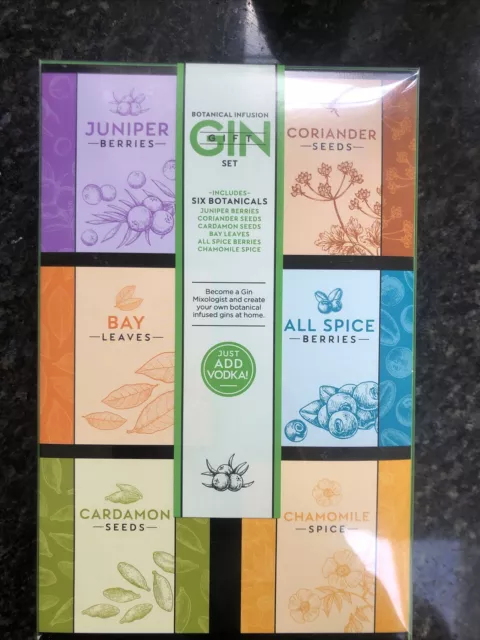 JUNIPER
BERRIES
BOTANICAL INFUSION
GIN
GIFT
SET
-INCLUDES-
SIX BOTANICALS
JUNIPER BERRIES
CORIANDER SEEDS
CARDAMON SEEDS
BAY LEAVES
ALL SPICE BERRIES
CHAMOMILE SPICE
Become a Gin
Mixologist and create
your own botanical
infused gins at home.
JUST
ADD
VODKA!
CORIANDER
SEEDS
BAY
LEAVES
ALL SPICE
BERRIES
CARDAMON
SEEDS
CHAMOMILE
SPICE